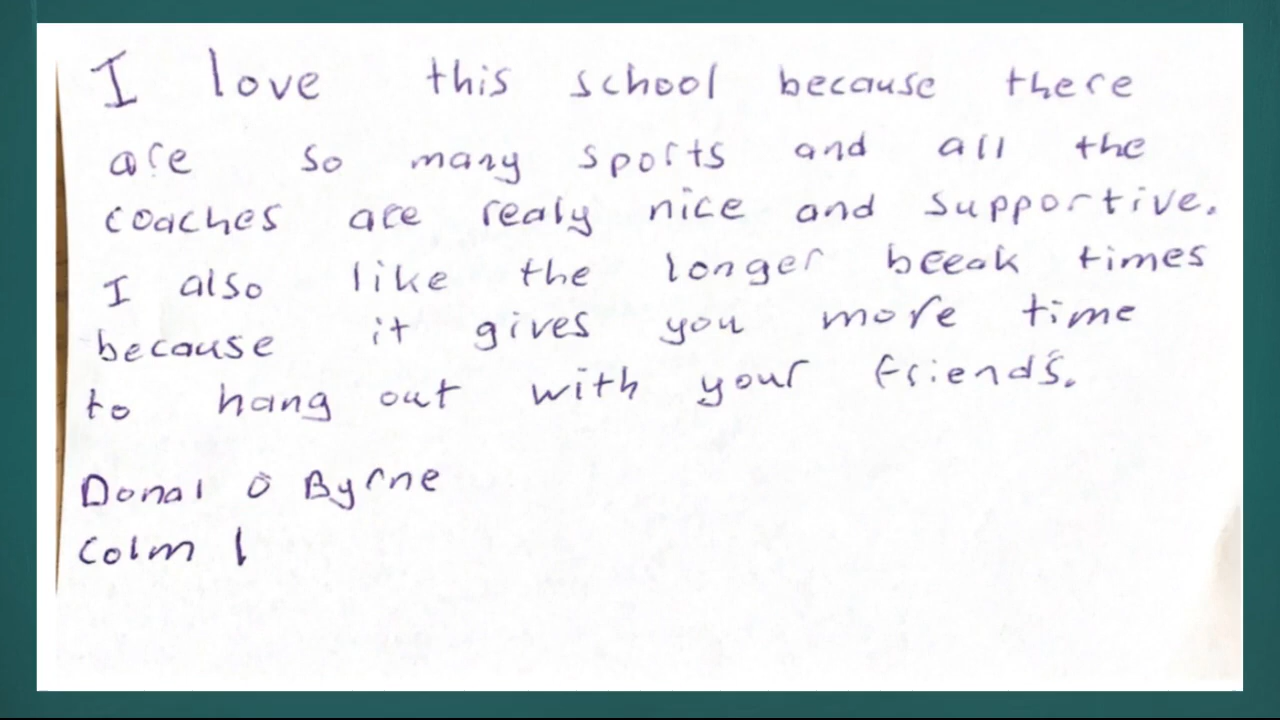 I love this school because there
are so many sports and all the
coaches are realy nice and supportive.
I also like the longer break times
because it gives you more time
to hang out with your friends.
Donal Ó Byrne
Colm 1